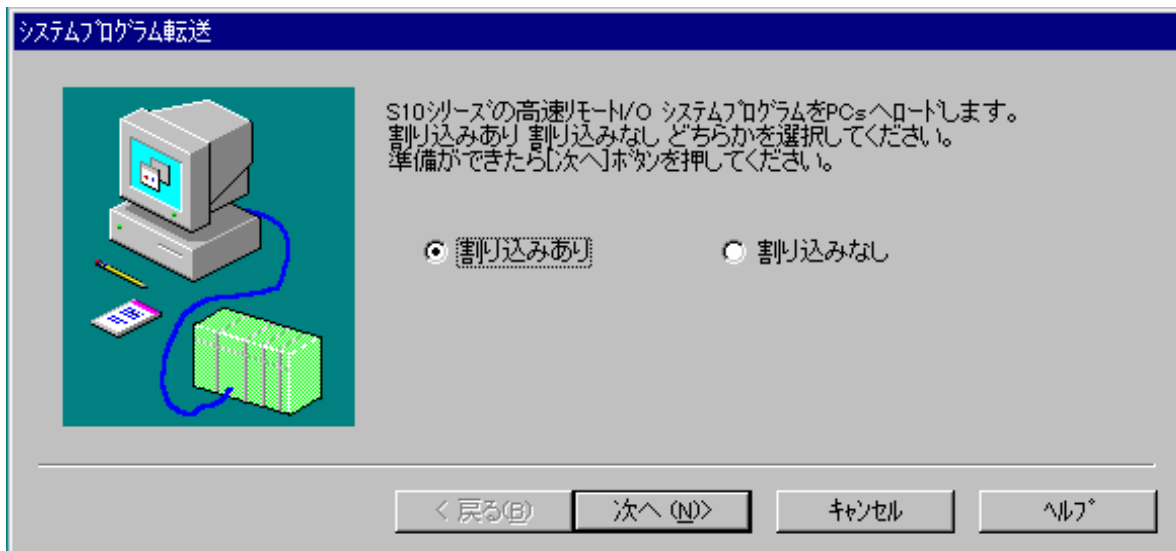 システムプログラム転送
S10シリーズの高速リモートI/O システムプログラムをPCsへロードします。
割り込みあり 割り込みなし どちらかを選択してください。
準備ができたら[次へ]ボタンを押してください。
割り込みあり 割り込みなし
< 戻る(B) 次へ (N)> キャンセル ヘルプ